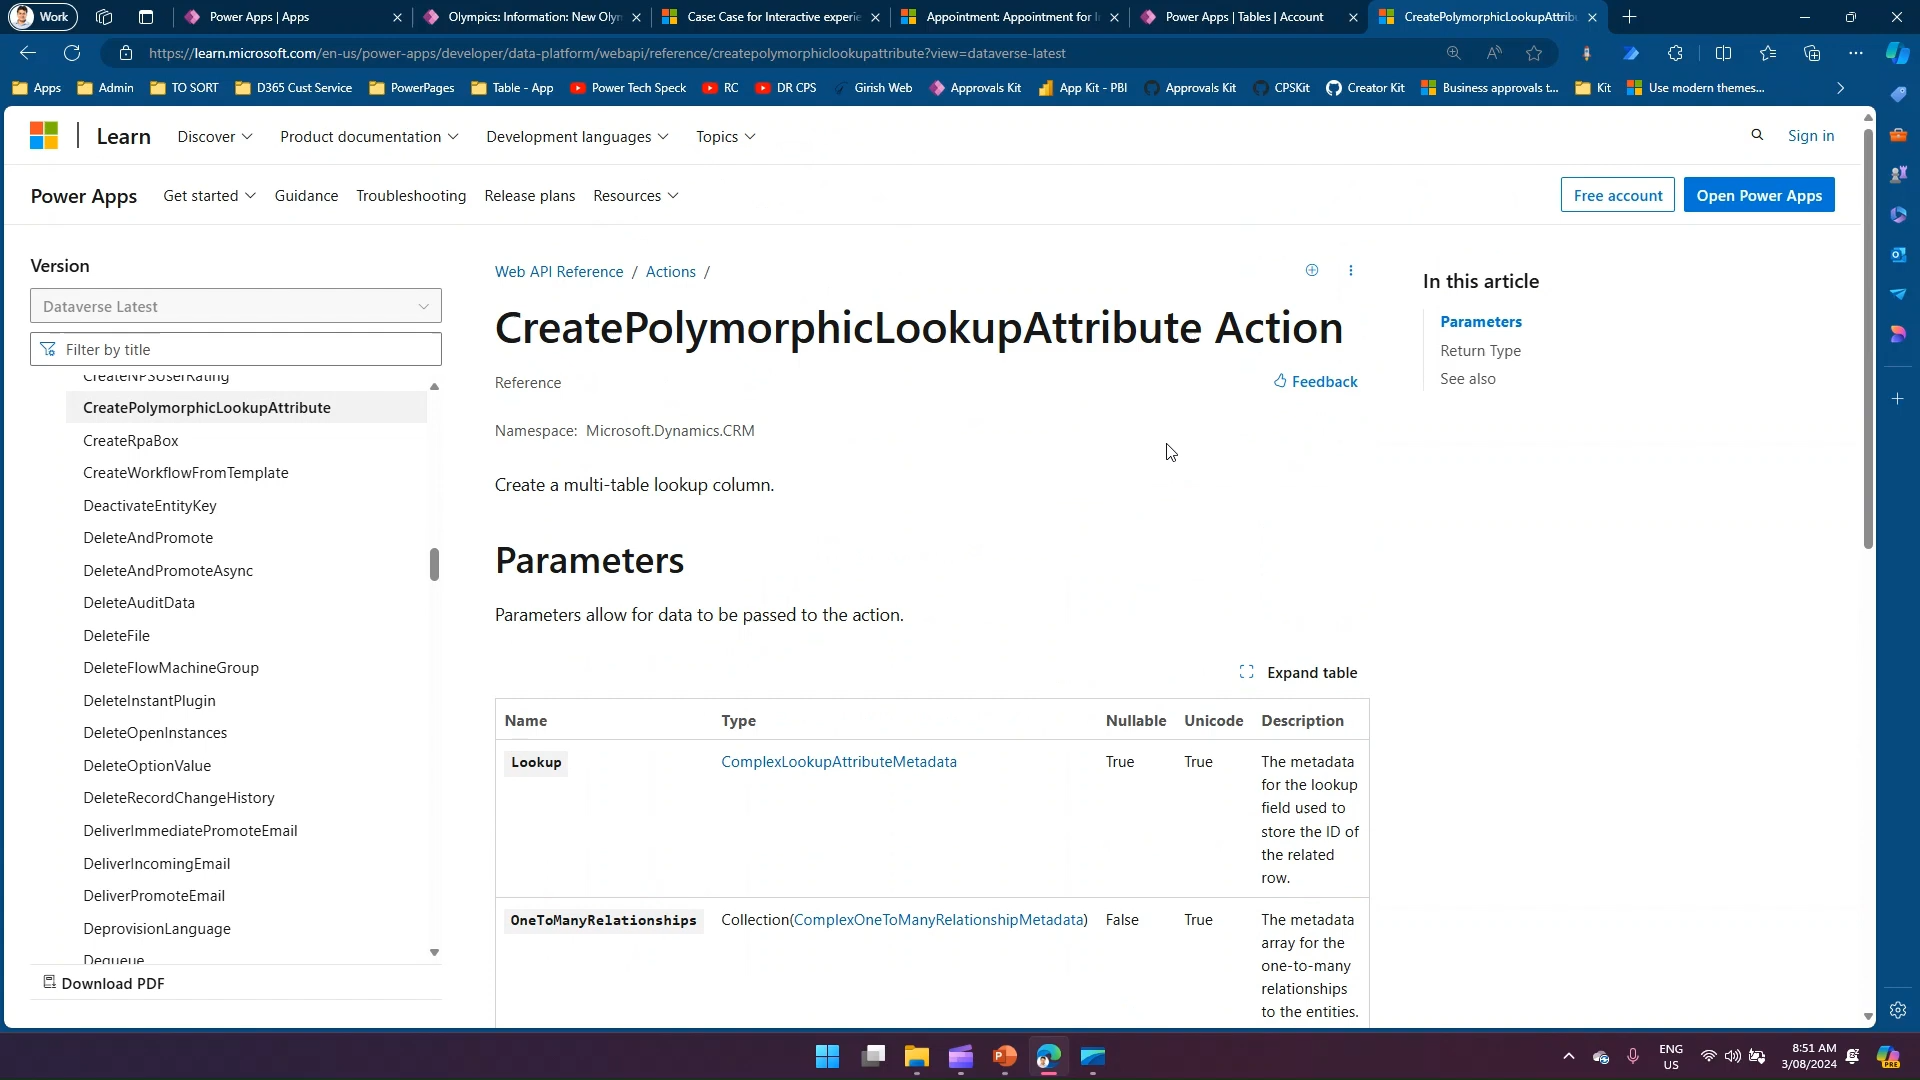 Work
Power Apps | Apps
Olympics: Information: New Olyn
Case: Case for Interactive experie
Appointment: Appointment for I
Power Apps | Tables | Account
CreatePolymorphicLookupAttrib
https://learn.microsoft.com/en-us/power-apps/developer/data-platform/webapi/reference/createpolymorphiclookupattribute?view=dataverse-latest
Apps Admin TO SORT D365 Cust Service PowerPages Table - App Power Tech Speck RC DR CPS Girish Web Approvals Kit App Kit - PBI Approvals Kit CPSKit Creator Kit Business approvals t... Kit Use modern themes...
Learn Discover Product documentation Development languages Topics Sign in
Power Apps Get started Guidance Troubleshooting Release plans Resources Free account Open Power Apps
Version
Dataverse Latest
Filter by title
CreateNPSUserRating
CreatePolymorphicLookupAttribute
CreateRpaBox
CreateWorkflowFromTemplate
DeactivateEntityKey
DeleteAndPromote
DeleteAndPromoteAsync
DeleteAuditData
DeleteFile
DeleteFlowMachineGroup
DeleteInstantPlugin
DeleteOpenInstances
DeleteOptionValue
DeleteRecordChangeHistory
DeliverImmediatePromoteEmail
DeliverIncomingEmail
DeliverPromoteEmail
DeprovisionLanguage
Dequeue
Download PDF
Web API Reference / Actions /
CreatePolymorphicLookupAttribute Action
Reference
Feedback
Namespace: Microsoft.Dynamics.CRM
Create a multi-table lookup column.
Parameters
Parameters allow for data to be passed to the action.
Expand table
Name Type Nullable Unicode Description
Lookup ComplexLookupAttributeMetadata True True The metadata
for the lookup
field used to
store the ID of
the related
row.
OneToManyRelationships Collection(ComplexOneToManyRelationshipMetadata) False True The metadata
array for the
one-to-many
relationships
to the entities.
In this article
Parameters
Return Type
See also
ENG
US
8:51 AM
3/08/2024
PRE